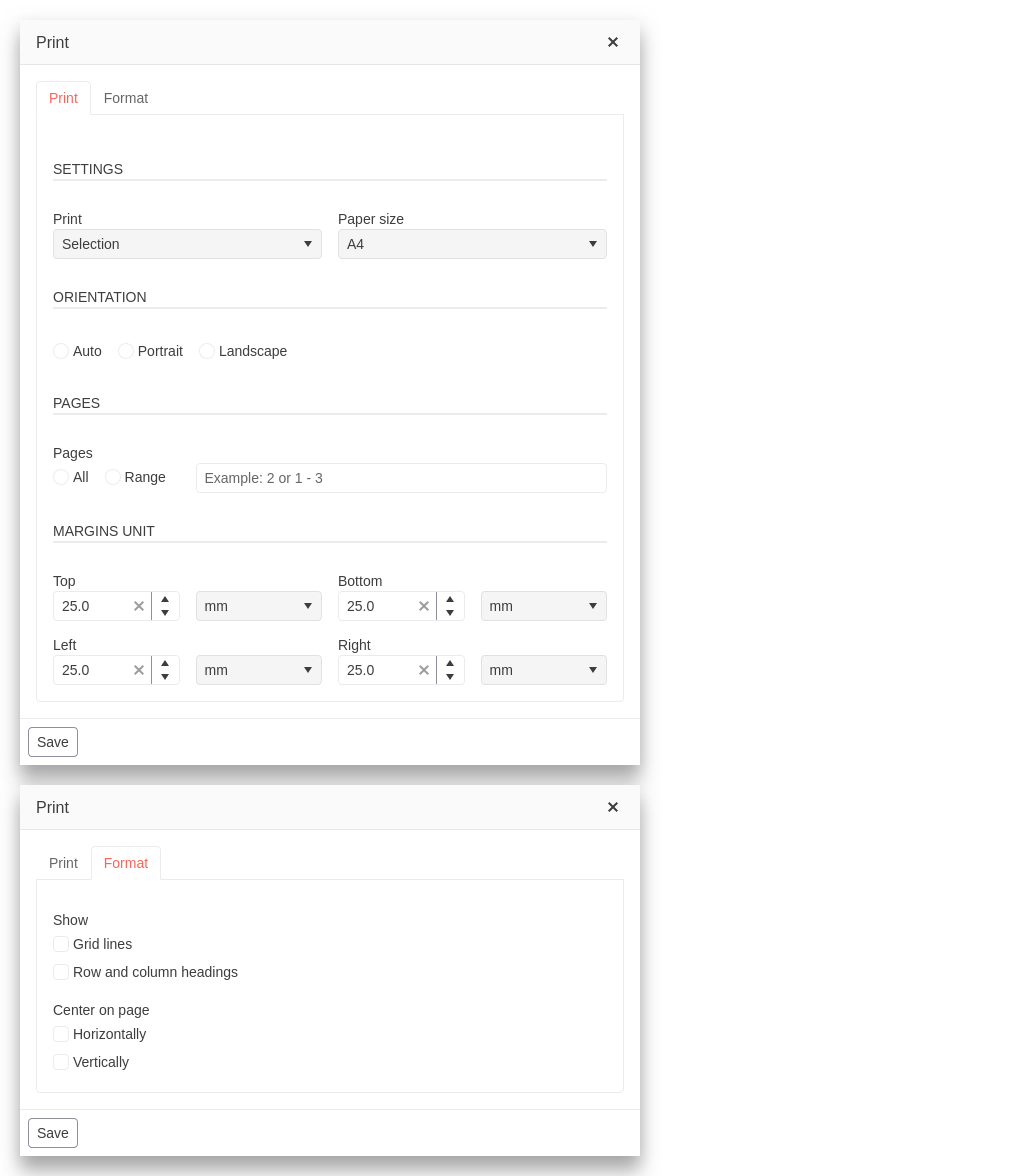 Print
Print Format
SETTINGS
Print Paper size
Selection A4
ORIENTATION
Auto Portrait Landscape
PAGES
Pages
All Range Example: 2 or 1 - 3
MARGINS UNIT
Top Bottom
25.0 mm 25.0 mm
Left Right
25.0 mm 25.0 mm
Save
Print
Print Format
Show
Grid lines
Row and column headings
Center on page
Horizontally
Vertically
Save